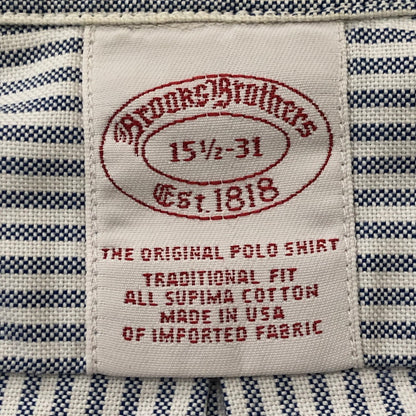 Brooks Brothers
15½-31
Est. 1818
THE ORIGINAL POLO SHIRT
TRADITIONAL FIT
ALL SUPIMA COTTON
MADE IN USA
OF IMPORTED FABRIC